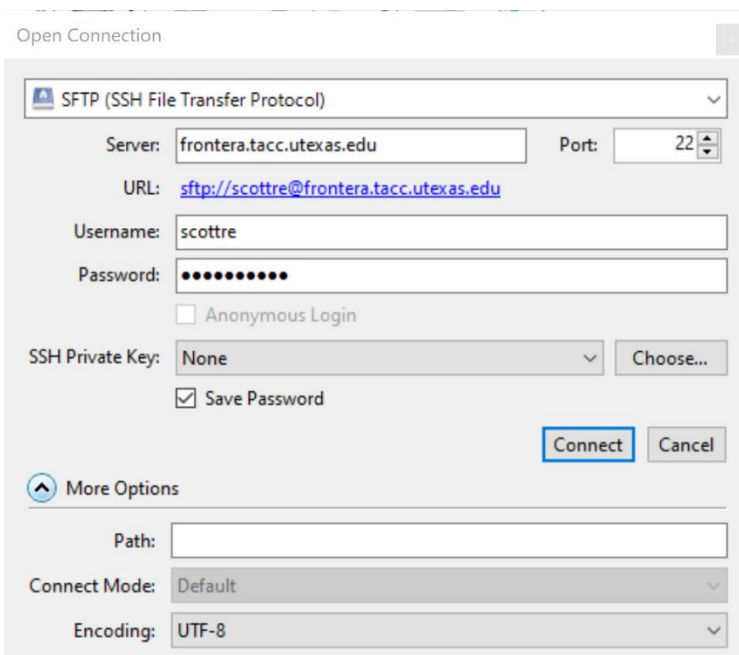 Open Connection
SFTP (SSH File Transfer Protocol)
Server: frontera.tacc.utexas.edu Port: 22
URL: sftp://scottre@frontera.tacc.utexas.edu
Username: scottre
Password: ••••••••••
Anonymous Login
SSH Private Key: None Choose...
Save Password
Connect Cancel
More Options
Path:
Connect Mode: Default
Encoding: UTF-8